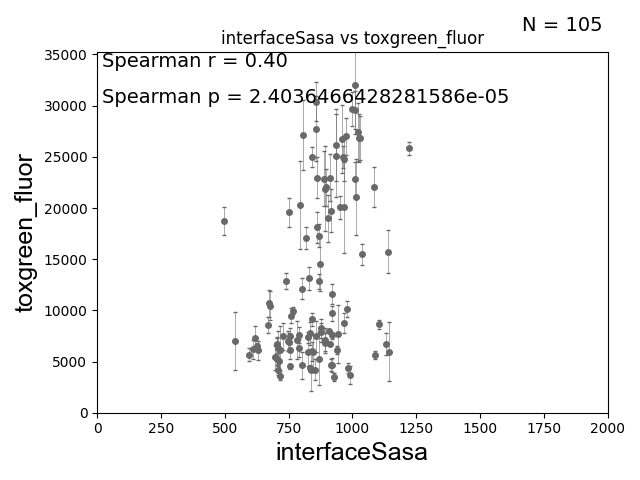 N = 105
interfaceSasa vs toxgreen_fluor
Spearman r = 0.40
Spearman p = 2.4036466428281586e-05
toxgreen_fluor
35000
30000
25000
20000
15000
10000
5000
0
0 250 500 750 1000 1250 1500 1750 2000
interfaceSasa